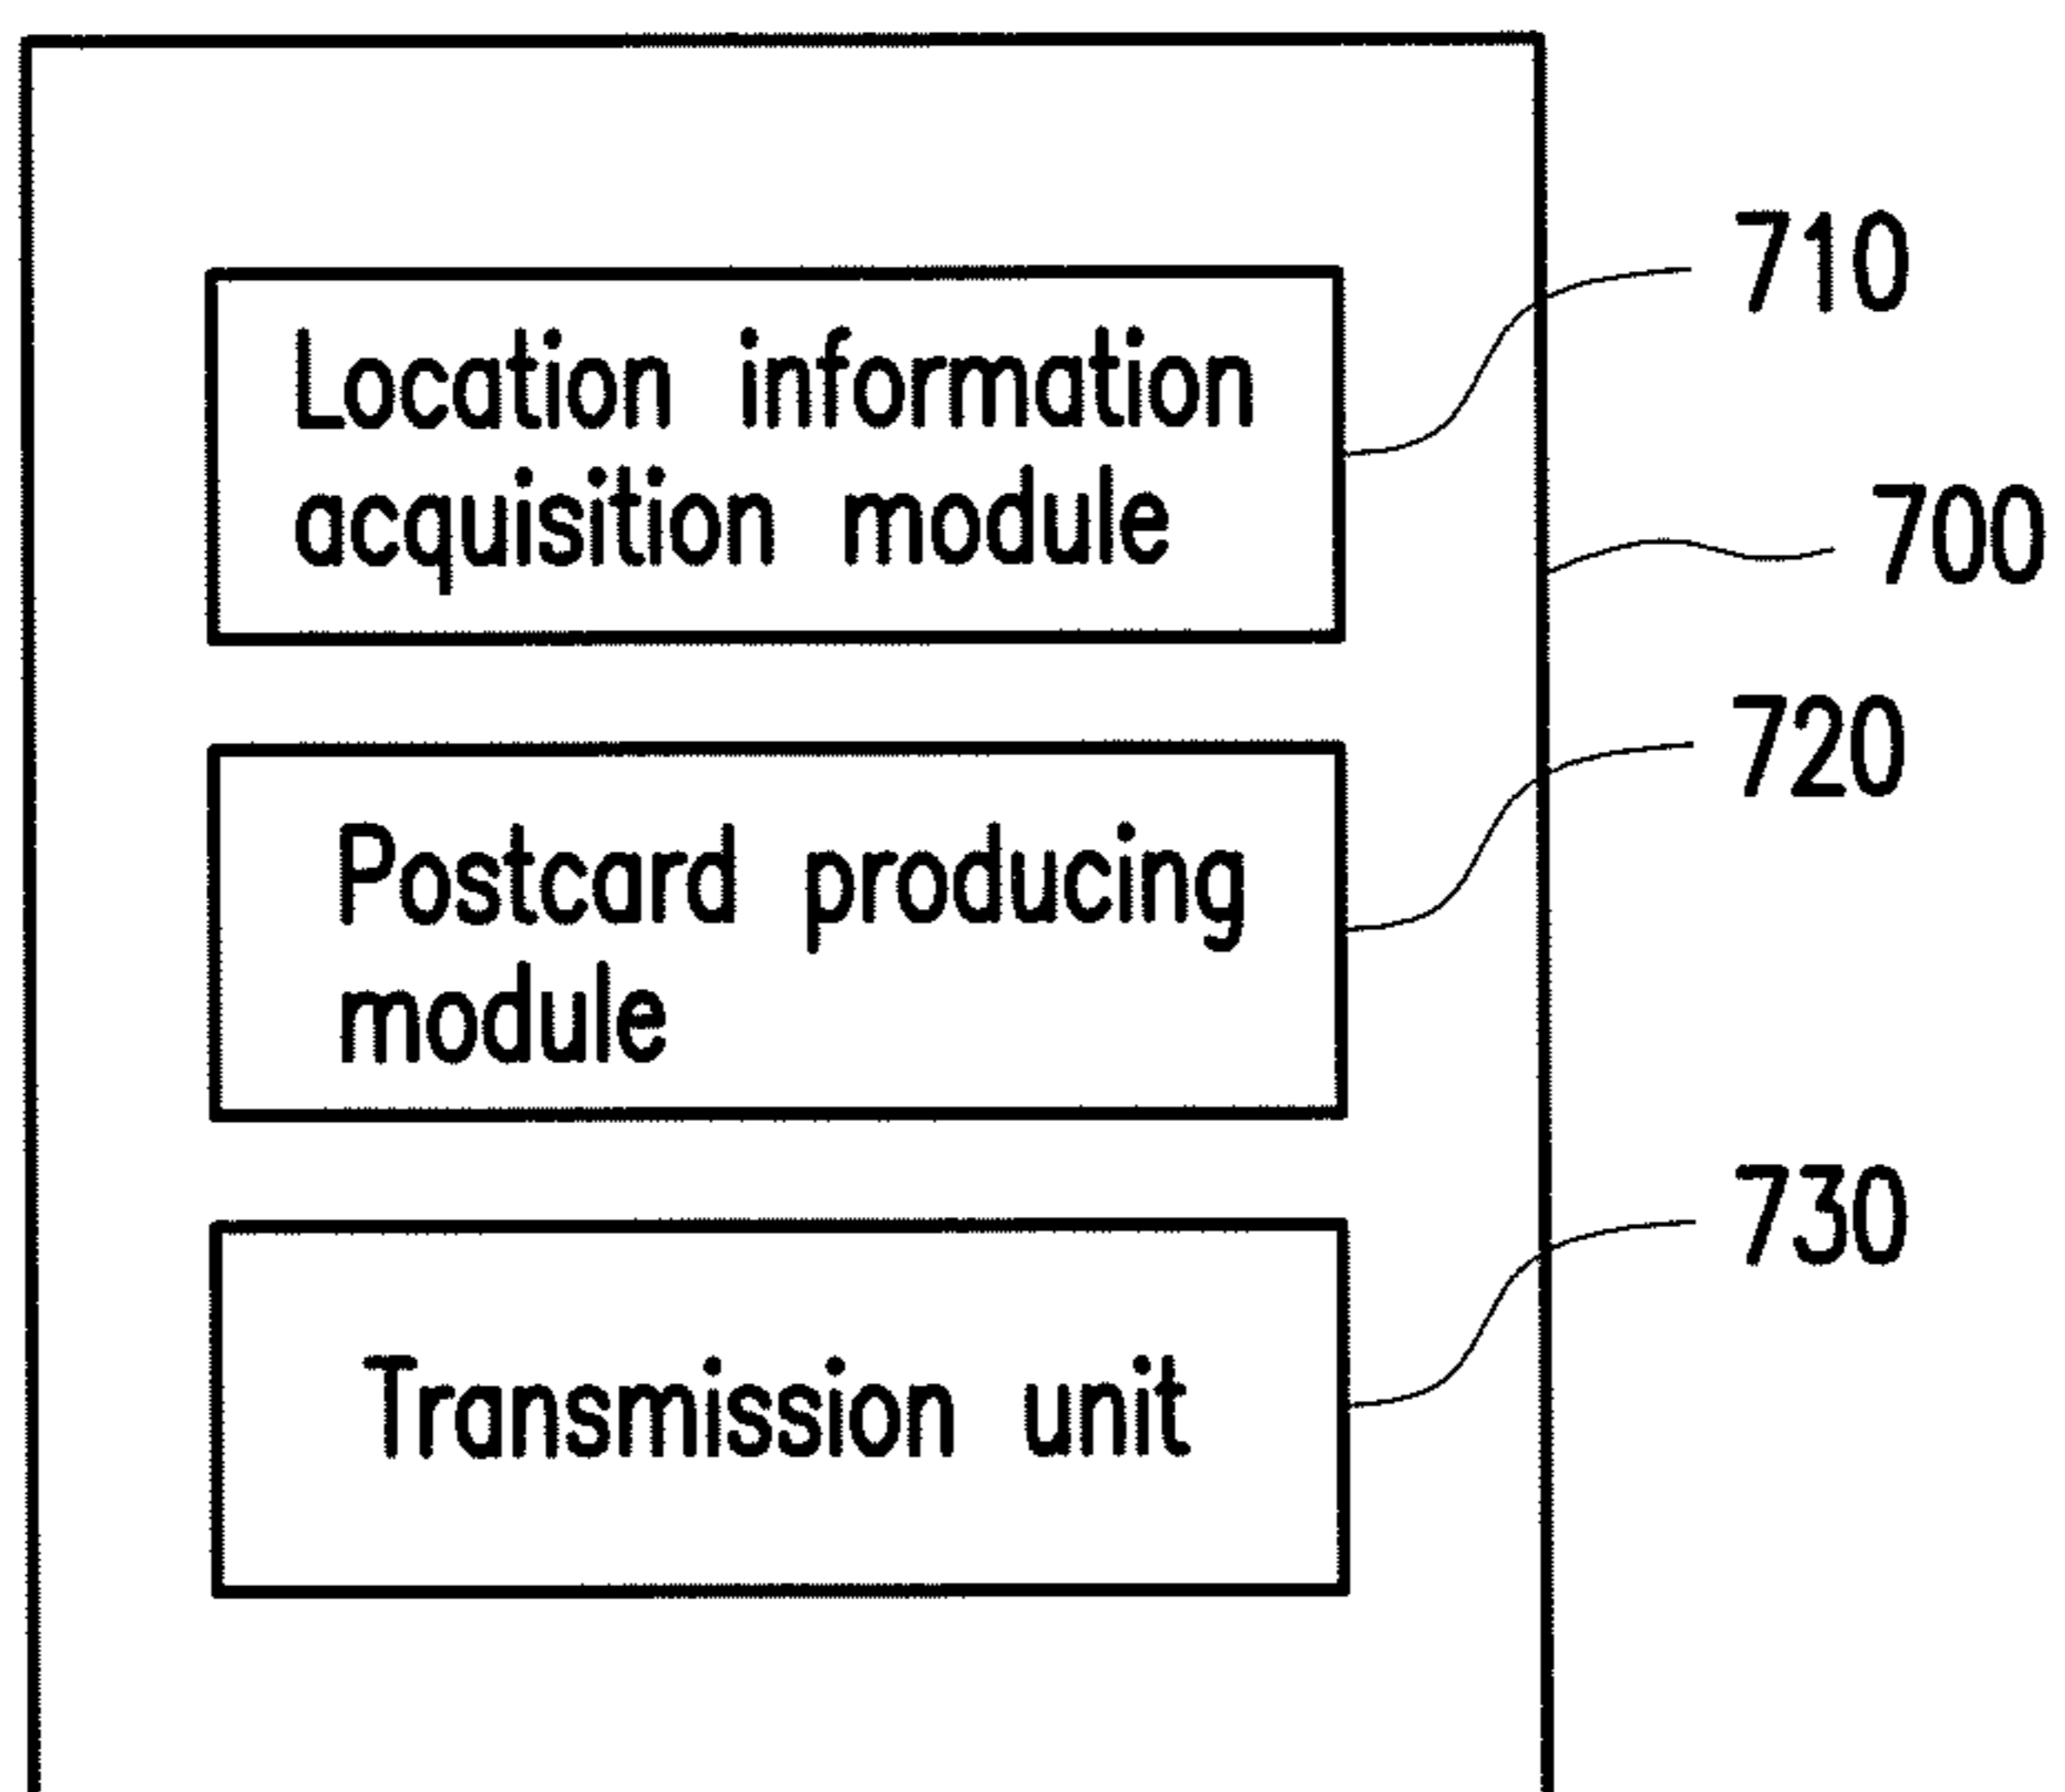 710
Location information
acquisition module
700
720
Postcard producing
module
730
Transmission unit